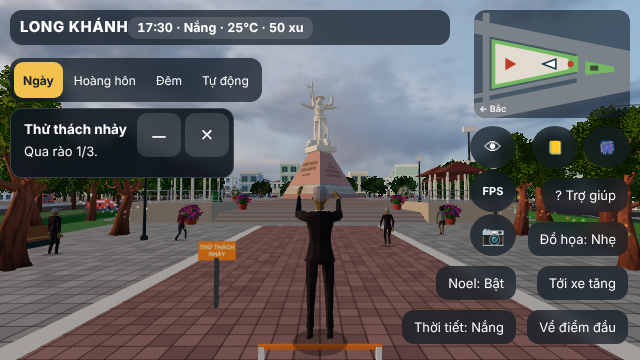 LONG KHÁNH 17:30 · Nắng · 25°C · 50 xu
Ngày Hoàng hôn Đêm Tự động
Thử thách nhảy — ×
Qua rào 1/3.
← Bắc
FPS
? Trợ giúp
Đồ họa: Nhẹ
Noel: Bật
Tới xe tăng
Thời tiết: Nắng
Về điểm đầu
THỬ THÁCH
NHẢY